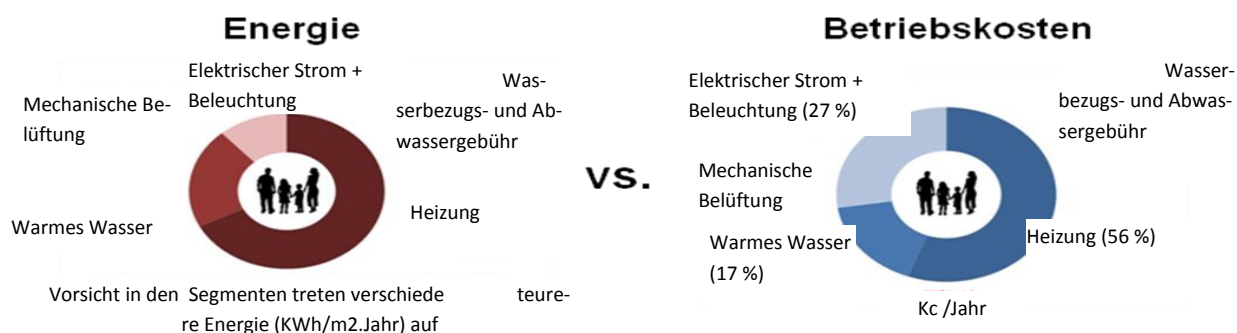 Energie
Elektrischer Strom +
Beleuchtung
Was-
serbezugs- und Ab-
wassergebühr
Mechanische Be-
lüftung
Warmes Wasser
Heizung
Vorsicht in den Segmenten treten verschiede teure-
re Energie (KWh/m2.Jahr) auf
vs.
Betriebskosten
Elektrischer Strom +
Beleuchtung (27 %)
Wasser-
bezugs- und Abwas-
sergebühr
Mechanische
Belüftung
Warmes Wasser
(17 %)
Heizung (56 %)
Kc /Jahr